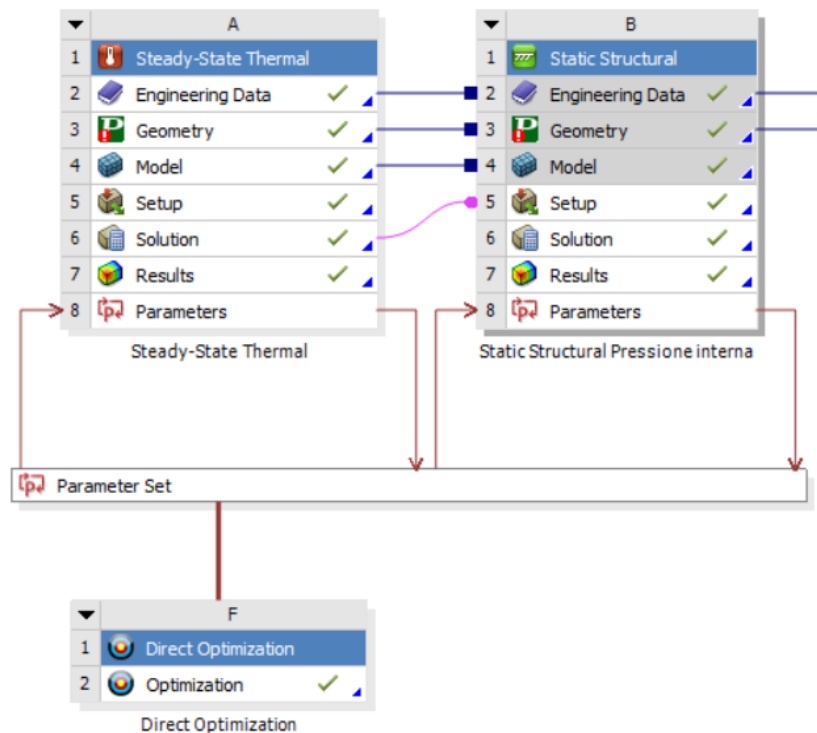 A
1 Steady-State Thermal
2 Engineering Data
3 Geometry
4 Model
5 Setup
6 Solution
7 Results
8 Parameters
Steady-State Thermal
B
1 Static Structural
2 Engineering Data
3 Geometry
4 Model
5 Setup
6 Solution
7 Results
8 Parameters
Static Structural Pressione interna
Parameter Set
F
1 Direct Optimization
2 Optimization
Direct Optimization